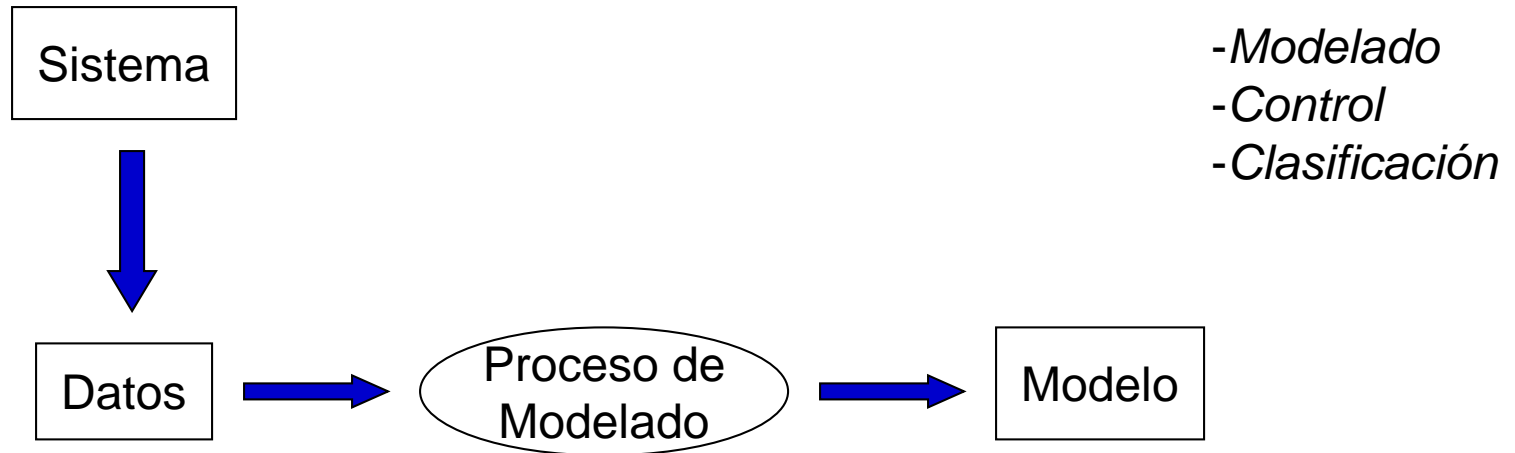 Sistema
-Modelado
-Control
-Clasificación
Datos
Proceso de
Modelado
Modelo